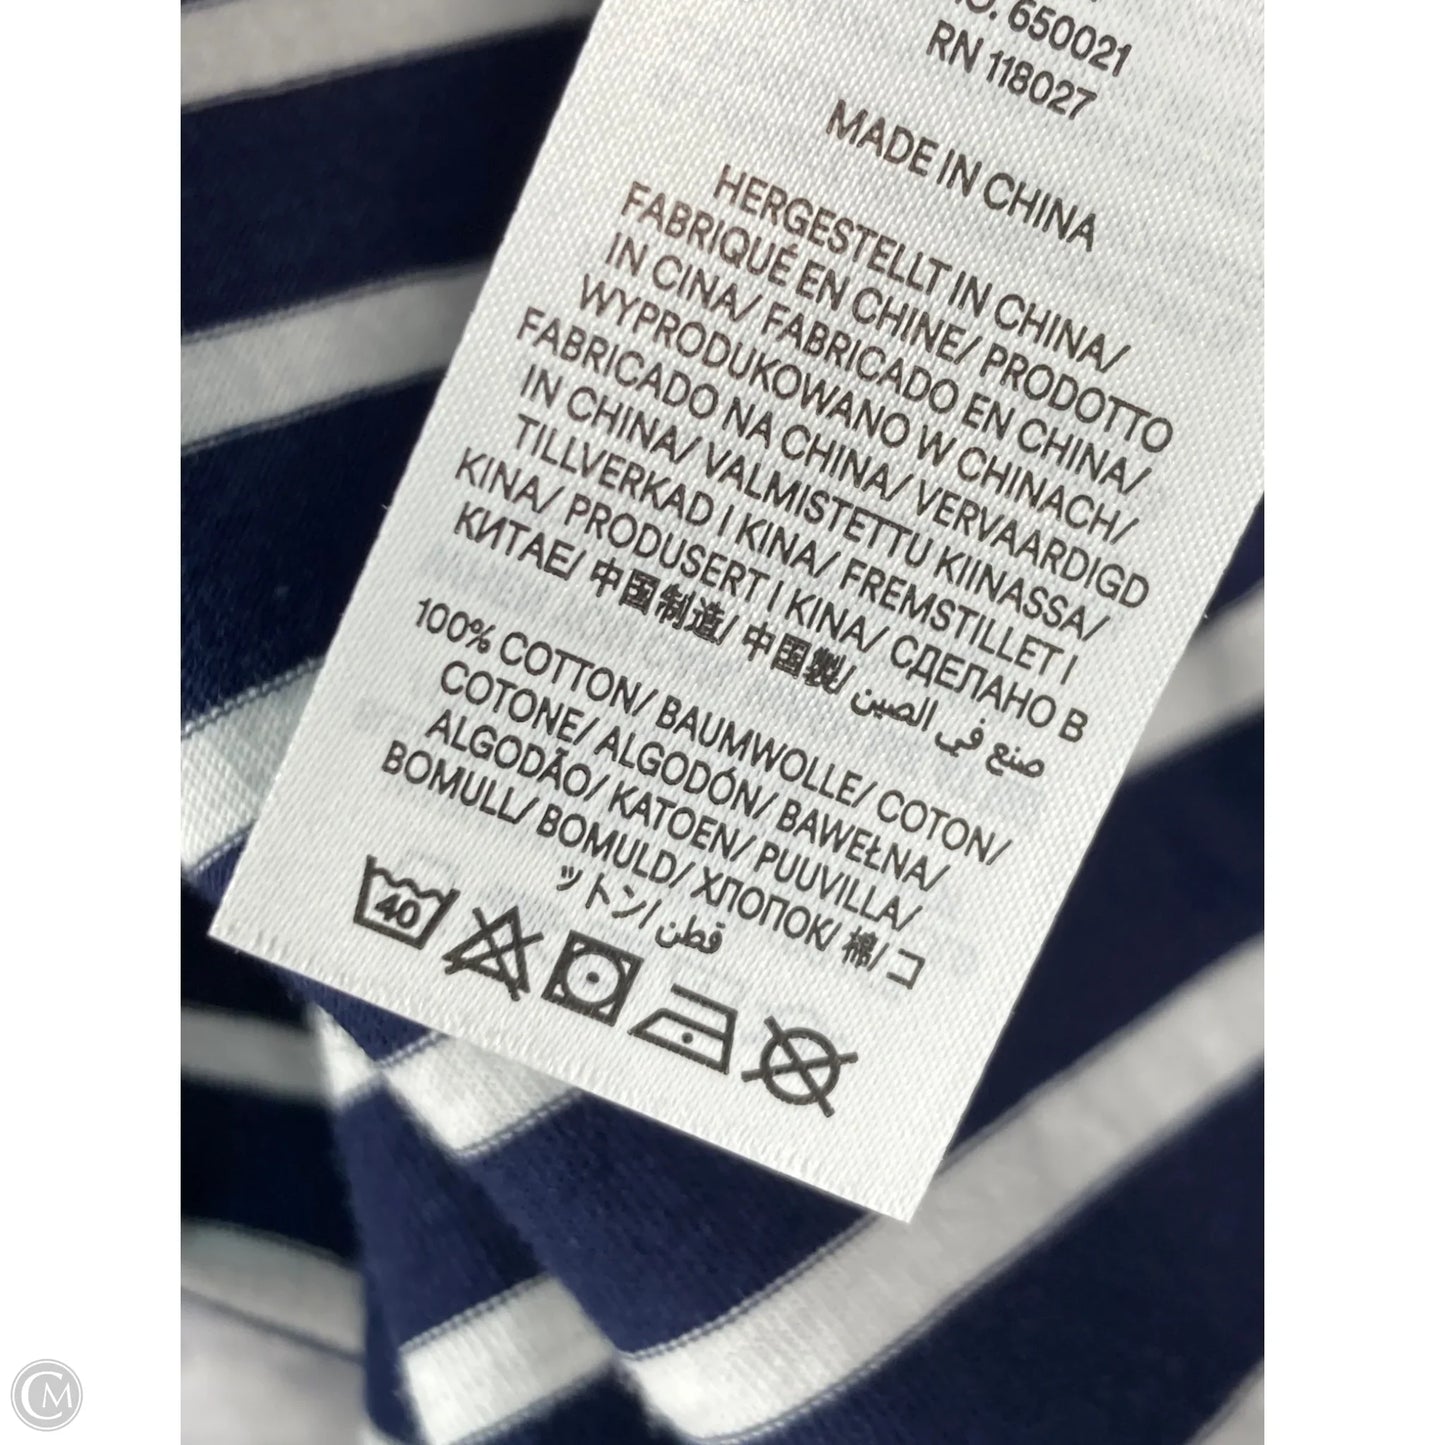 O. 650021
RN 118027
MADE IN CHINA
HERGESTELLT IN CHINA/
FABRIQUÉ EN CHINE/ PRODOTTO
IN CINA/ FABRICADO EN CHINA/
WYPRODUKOWANO W CHINACH/
FABRICADO NA CHINA/ VERVAARDIGD
IN CHINA/ VALMISTETTU KIINASSA/
TILLVERKAD I KINA/ FREMSTILLET I
KINA/ PRODUSERT I KINA/ СДЕЛАНО В
КИТАЕ/ 中国制造/ 中国製/ صنع في الصين
100% COTTON/ BAUMWOLLE/ COTON/
COTONE/ ALGODÓN/ BAWEŁNA/
ALGODÃO/ KATOEN/ PUUVILLA/
BOMULL/ BOMULD/ ХЛОПОК/ 棉/ コ
ットン/ قطن
40
CM